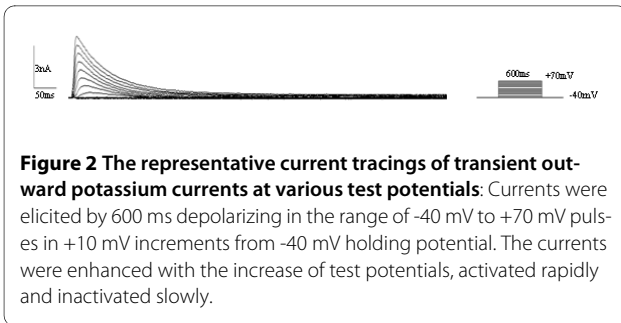 600ms
+70mV
3nA
50ms
-40mV
Figure 2 The representative current tracings of transient out-
ward potassium currents at various test potentials: Currents were
elicited by 600 ms depolarizing in the range of -40 mV to +70 mV puls-
es in +10 mV increments from -40 mV holding potential. The currents
were enhanced with the increase of test potentials, activated rapidly
and inactivated slowly.